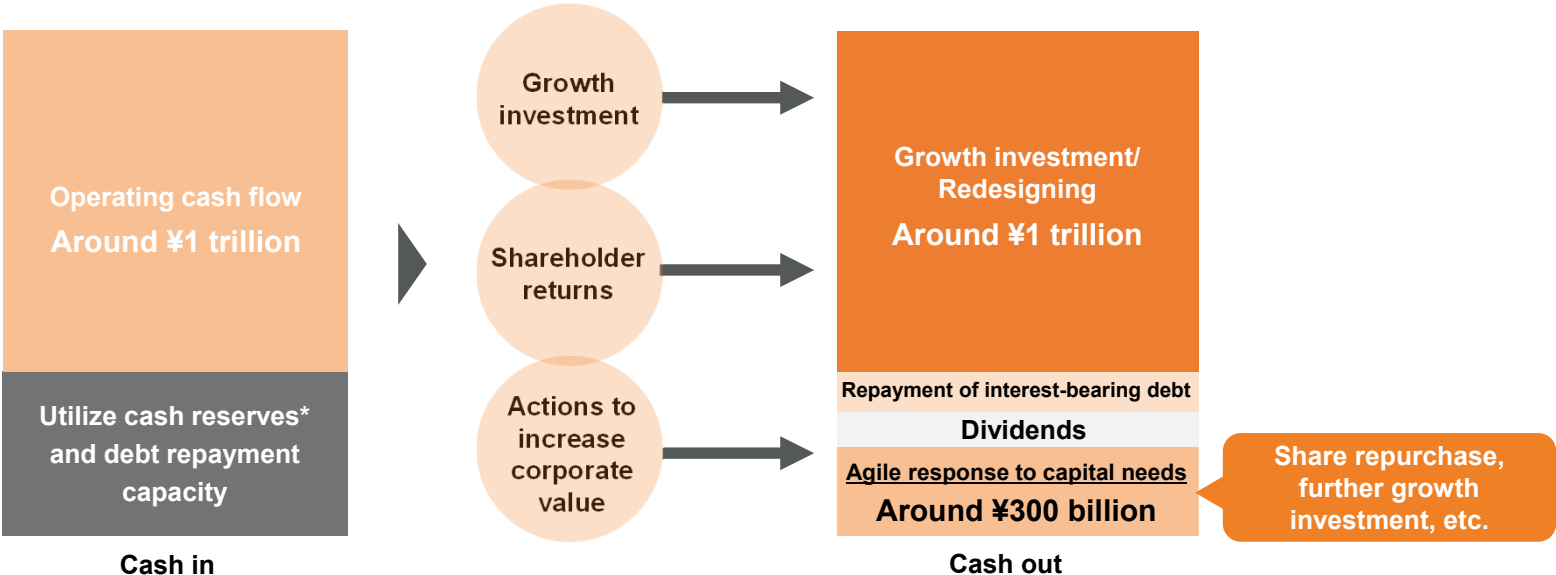 Operating cash flow
Around ¥1 trillion
Utilize cash reserves*
and debt repayment
capacity
Cash in
Growth
investment
Shareholder
returns
Actions to
increase
corporate
value
Growth investment/
Redesigning
Around ¥1 trillion
Repayment of interest-bearing debt
Dividends
Agile response to capital needs
Around ¥300 billion
Cash out
Share repurchase,
further growth
investment, etc.